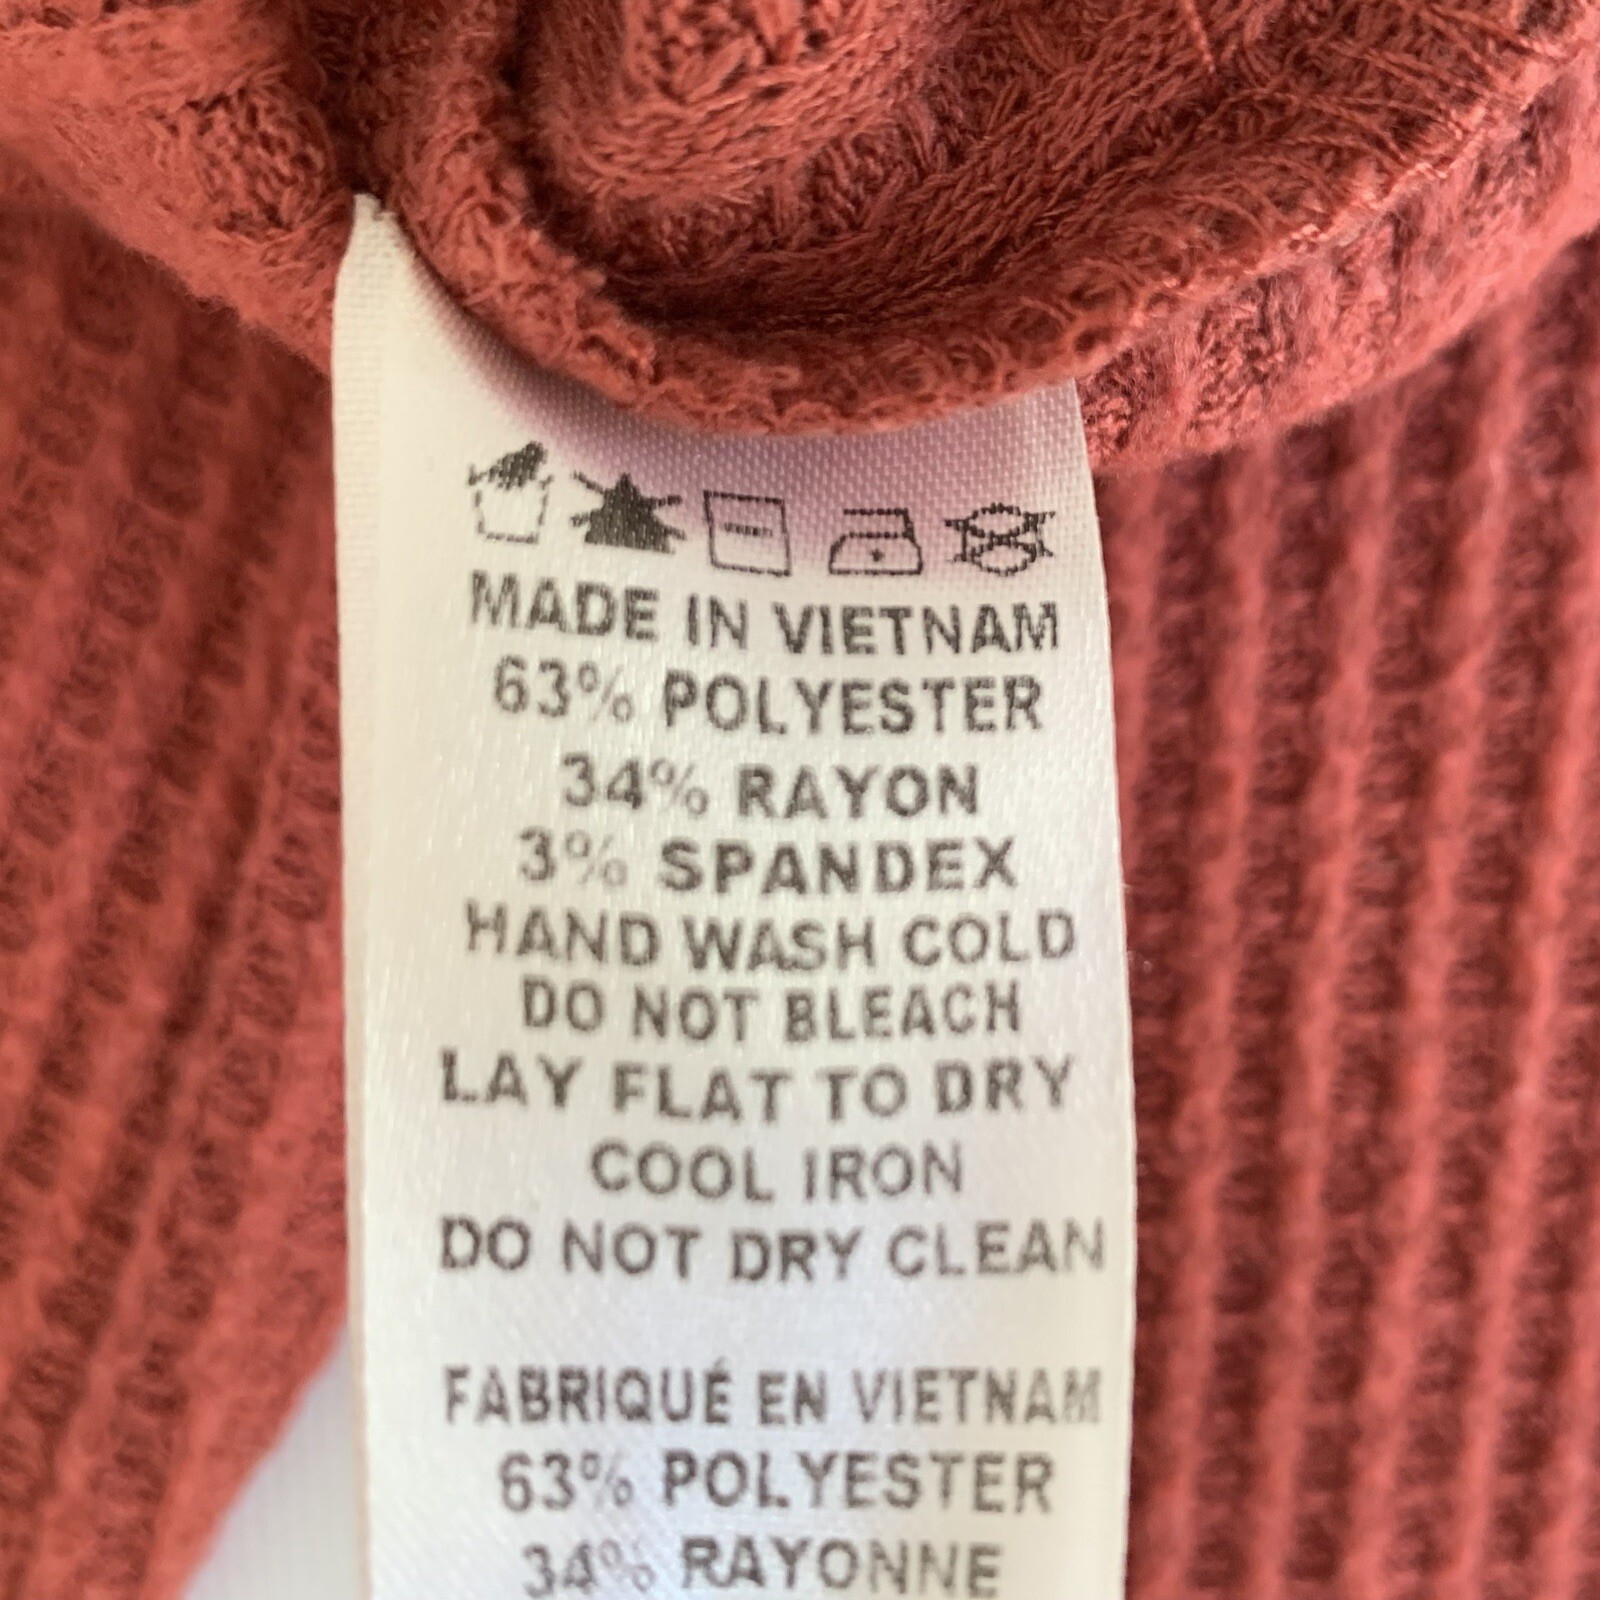 MADE IN VIETNAM
63% POLYESTER
34% RAYON
3% SPANDEX
HAND WASH COLD
DO NOT BLEACH
LAY FLAT TO DRY
COOL IRON
DO NOT DRY CLEAN
FABRIQUÉ EN VIETNAM
63% POLYESTER
34% RAYONNE